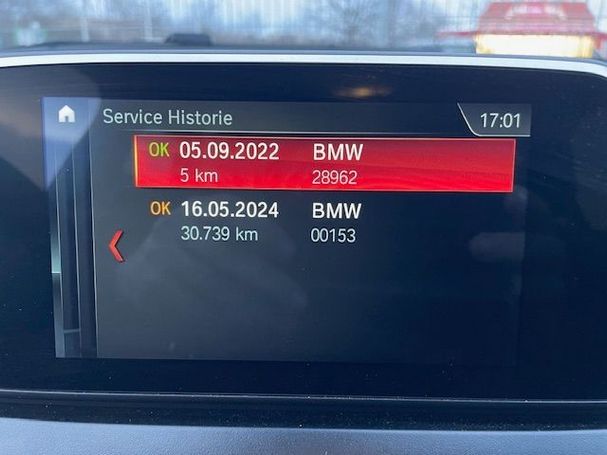 Service Historie
17:01
OK 05.09.2022 BMW
5 km 28962
OK 16.05.2024 BMW
30.739 km 00153